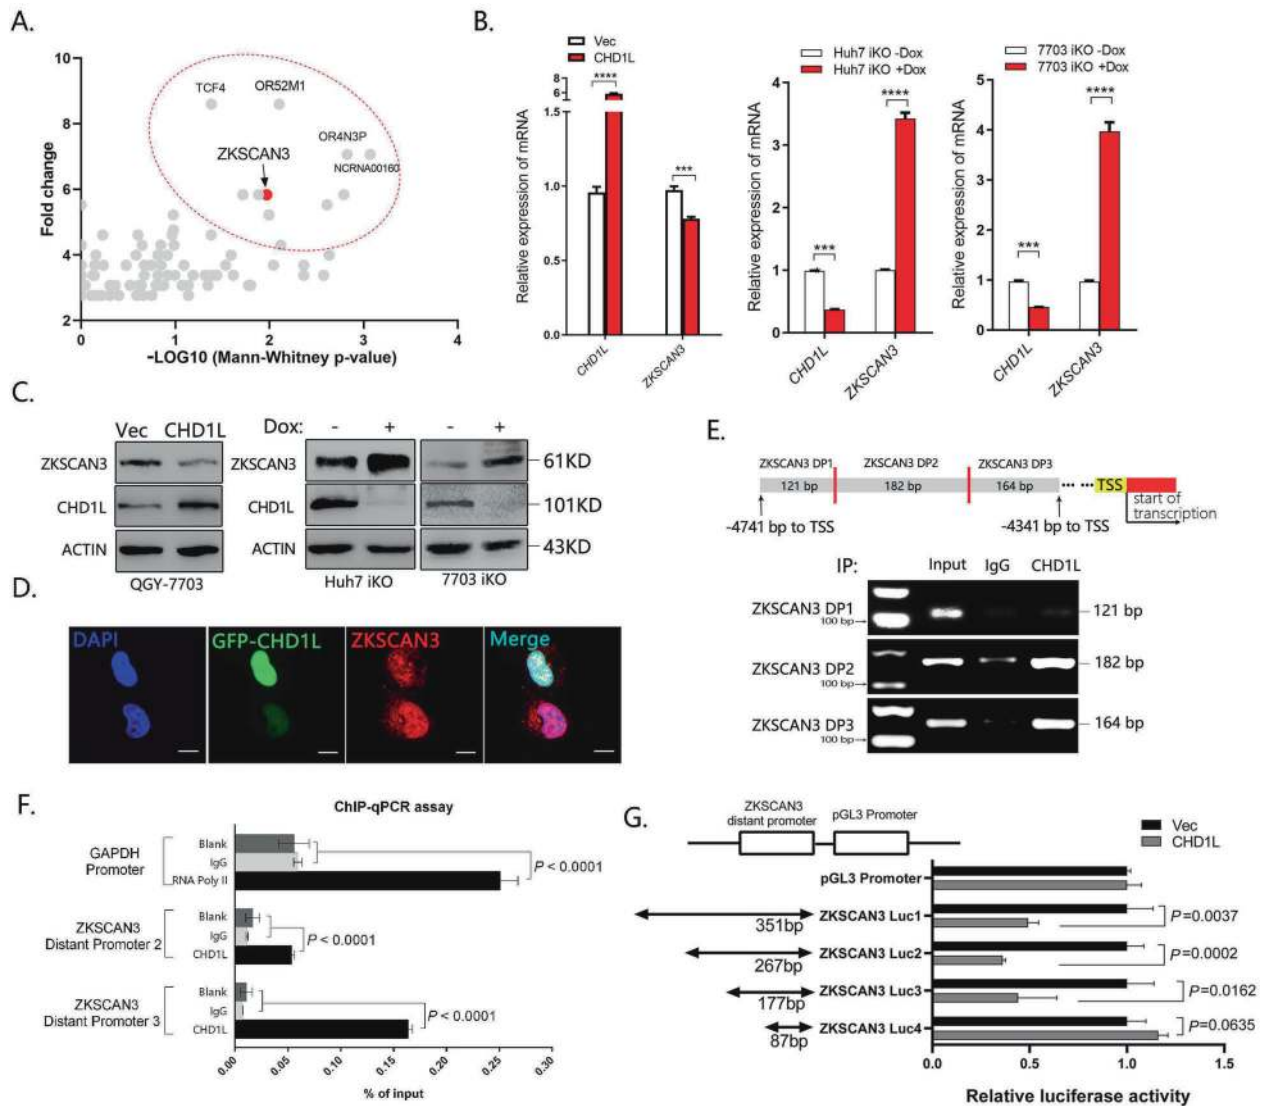 A.
Fold change
10
8
6
4
2
TCF4
OR52M1
OR4N3P
ZKSCAN3
NCRNA00160
0
1
2
3
4
-LOG10 (Mann-Whitney p-value)
B.
Vec
CHD1L
Relative expression of mRNA
8
6
1.5
1.0
0.5
0.0
****
***
CHD1L
ZKSCAN3
Huh7 iKO -Dox
Huh7 iKO +Dox
Relative expression of mRNA
4
3
2
1
0
***
****
CHD1L
ZKSCAN3
7703 iKO -Dox
7703 iKO +Dox
Relative expression of mRNA
5
4
3
2
1
0
***
****
CHD1L
ZKSCAN3
C.
Vec CHD1L
ZKSCAN3
CHD1L
ACTIN
QGY-7703
Dox: - + - +
ZKSCAN3 61KD
CHD1L 101KD
ACTIN 43KD
Huh7 iKO 7703 iKO
D.
DAPI GFP-CHD1L ZKSCAN3 Merge
E.
ZKSCAN3 DP1 ZKSCAN3 DP2 ZKSCAN3 DP3
121 bp 182 bp 164 bp TSS
-4741 bp to TSS -4341 bp to TSS
start of
transcription
IP: Input IgG CHD1L
ZKSCAN3 DP1 121 bp
100 bp
ZKSCAN3 DP2 182 bp
100 bp
ZKSCAN3 DP3 164 bp
100 bp
F.
ChIP-qPCR assay
GAPDH
Promoter
Blank
IgG
RNA Poly II
P < 0.0001
ZKSCAN3
Distant Promoter 2
Blank
IgG
CHD1L
P < 0.0001
ZKSCAN3
Distant Promoter 3
Blank
IgG
CHD1L
P < 0.0001
0.00
0.05
0.10
0.15
0.20
0.25
0.30
% of input
G.
ZKSCAN3
distant promoter
pGL3 Promoter
Vec
CHD1L
pGL3 Promoter
ZKSCAN3 Luc1
351bp
P=0.0037
ZKSCAN3 Luc2
267bp
P=0.0002
ZKSCAN3 Luc3
177bp
P=0.0162
ZKSCAN3 Luc4
87bp
P=0.0635
0.0
0.5
1.0
1.5
Relative luciferase activity